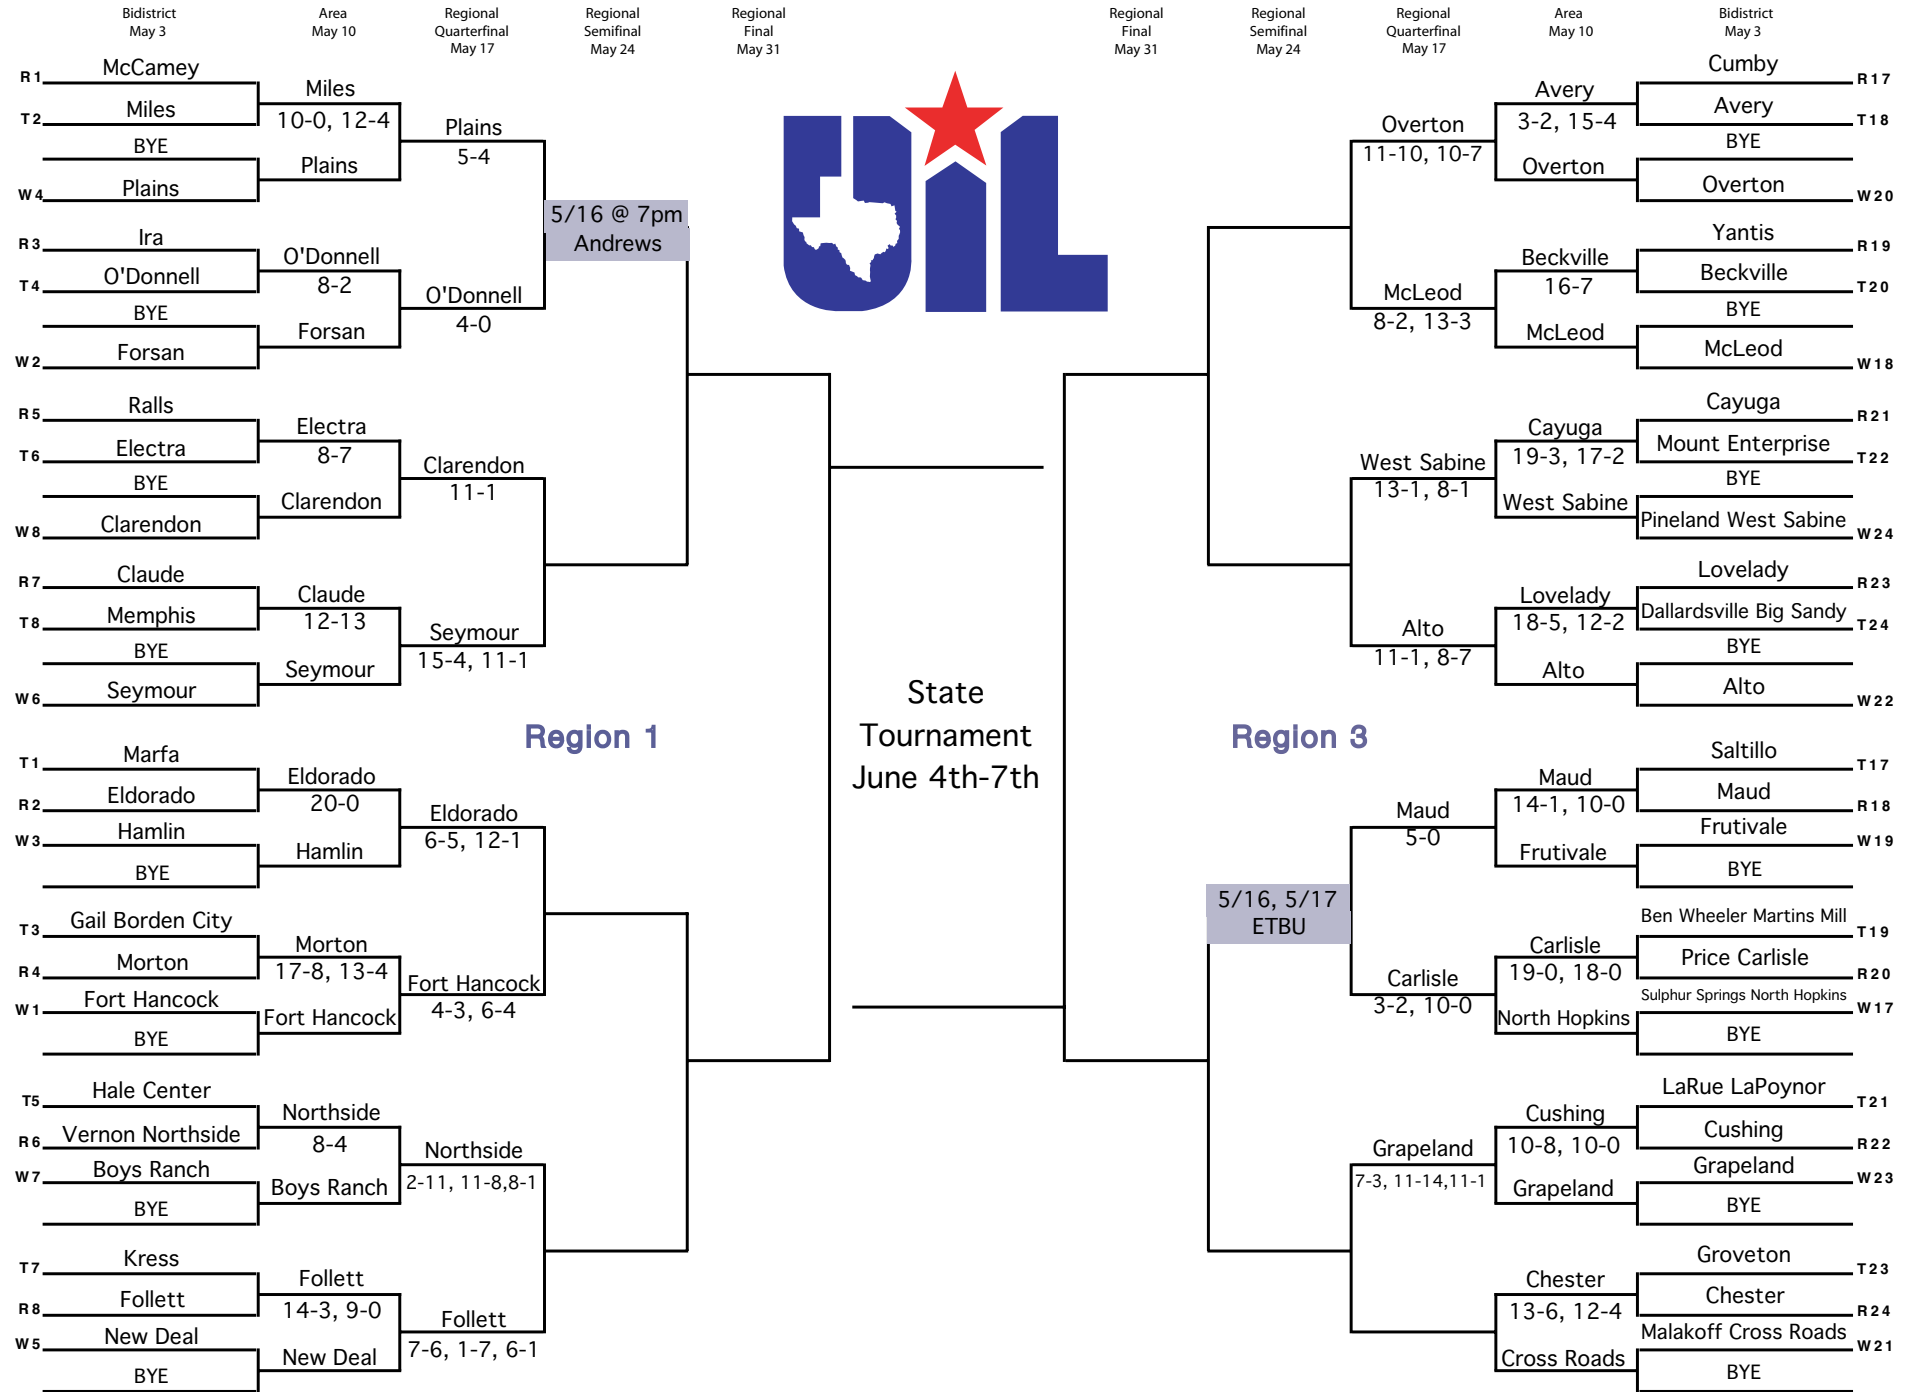 Bidistrict
May 3
Area
May 10
Regional
Quarterfinal
May 17
Regional
Semifinal
May 24
Regional
Final
May 31
Regional
Final
May 31
Regional
Semifinal
May 24
Regional
Quarterfinal
May 17
Area
May 10
Bidistrict
May 3
R1
McCamey
T2
Miles
BYE
W4
Plains
R3
Ira
T4
O'Donnell
BYE
W2
Forsan
R5
Ralls
T6
Electra
BYE
W8
Clarendon
R7
Claude
T8
Memphis
BYE
W6
Seymour
T1
Marfa
R2
Eldorado
W3
Hamlin
BYE
T3
Gail Borden City
R4
Morton
W1
Fort Hancock
BYE
T5
Hale Center
R6
Vernon Northside
W7
Boys Ranch
BYE
T7
Kress
R8
Follett
W5
New Deal
BYE
Miles
10-0, 12-4
Plains
O'Donnell
8-2
Forsan
Electra
8-7
Clarendon
Claude
12-13
Seymour
Eldorado
20-0
Hamlin
Morton
17-8, 13-4
Fort Hancock
Northside
8-4
Boys Ranch
Follett
14-3, 9-0
New Deal
Plains
5-4
O'Donnell
4-0
Clarendon
11-1
Seymour
15-4, 11-1
Eldorado
6-5, 12-1
Fort Hancock
4-3, 6-4
Northside
2-11, 11-8,8-1
Follett
7-6, 1-7, 6-1
5/16 @ 7pm
Andrews
Region 1
UIL
State
Tournament
June 4th-7th
Region 3
5/16, 5/17
ETBU
Overton
11-10, 10-7
McLeod
8-2, 13-3
West Sabine
13-1, 8-1
Alto
11-1, 8-7
Maud
5-0
Carlisle
3-2, 10-0
Grapeland
7-3, 11-14,11-1
Avery
3-2, 15-4
Overton
Beckville
16-7
McLeod
Cayuga
19-3, 17-2
West Sabine
Lovelady
18-5, 12-2
Alto
Maud
14-1, 10-0
Frutivale
Carlisle
19-0, 18-0
North Hopkins
Cushing
10-8, 10-0
Grapeland
Chester
13-6, 12-4
Cross Roads
Cumby
R17
Avery
T18
BYE
Overton
W20
Yantis
R19
Beckville
T20
BYE
McLeod
W18
Cayuga
R21
Mount Enterprise
T22
BYE
Pineland West Sabine
W24
Lovelady
R23
Dallardsville Big Sandy
T24
BYE
Alto
W22
Saltillo
T17
Maud
R18
Frutivale
W19
BYE
Ben Wheeler Martins Mill
T19
Price Carlisle
R20
Sulphur Springs North Hopkins
W17
BYE
LaRue LaPoynor
T21
Cushing
R22
Grapeland
W23
BYE
Groveton
T23
Chester
R24
Malakoff Cross Roads
W21
BYE